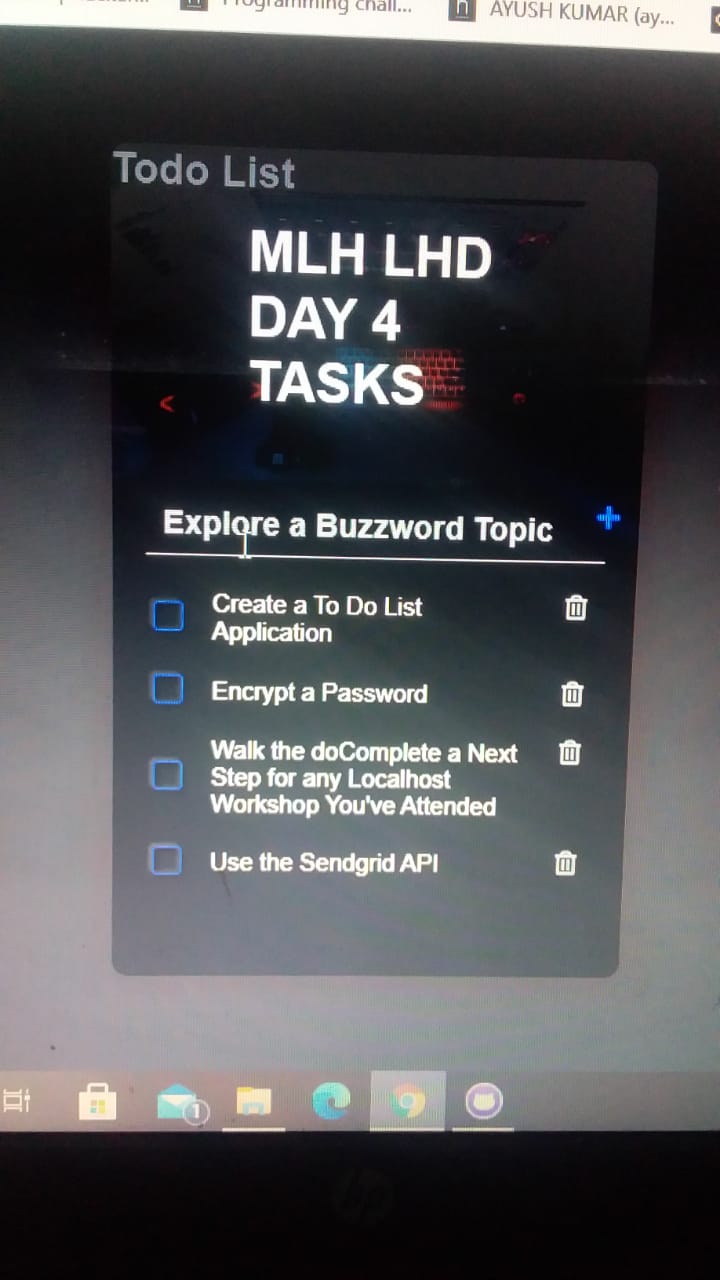 Programming chall...
AYUSH KUMAR (ay...
Todo List
MLH LHD
DAY 4
TASKS
Explore a Buzzword Topic
Create a To Do List
Application
Encrypt a Password
Walk the doComplete a Next
Step for any Localhost
Workshop You've Attended
Use the Sendgrid API
1
hp